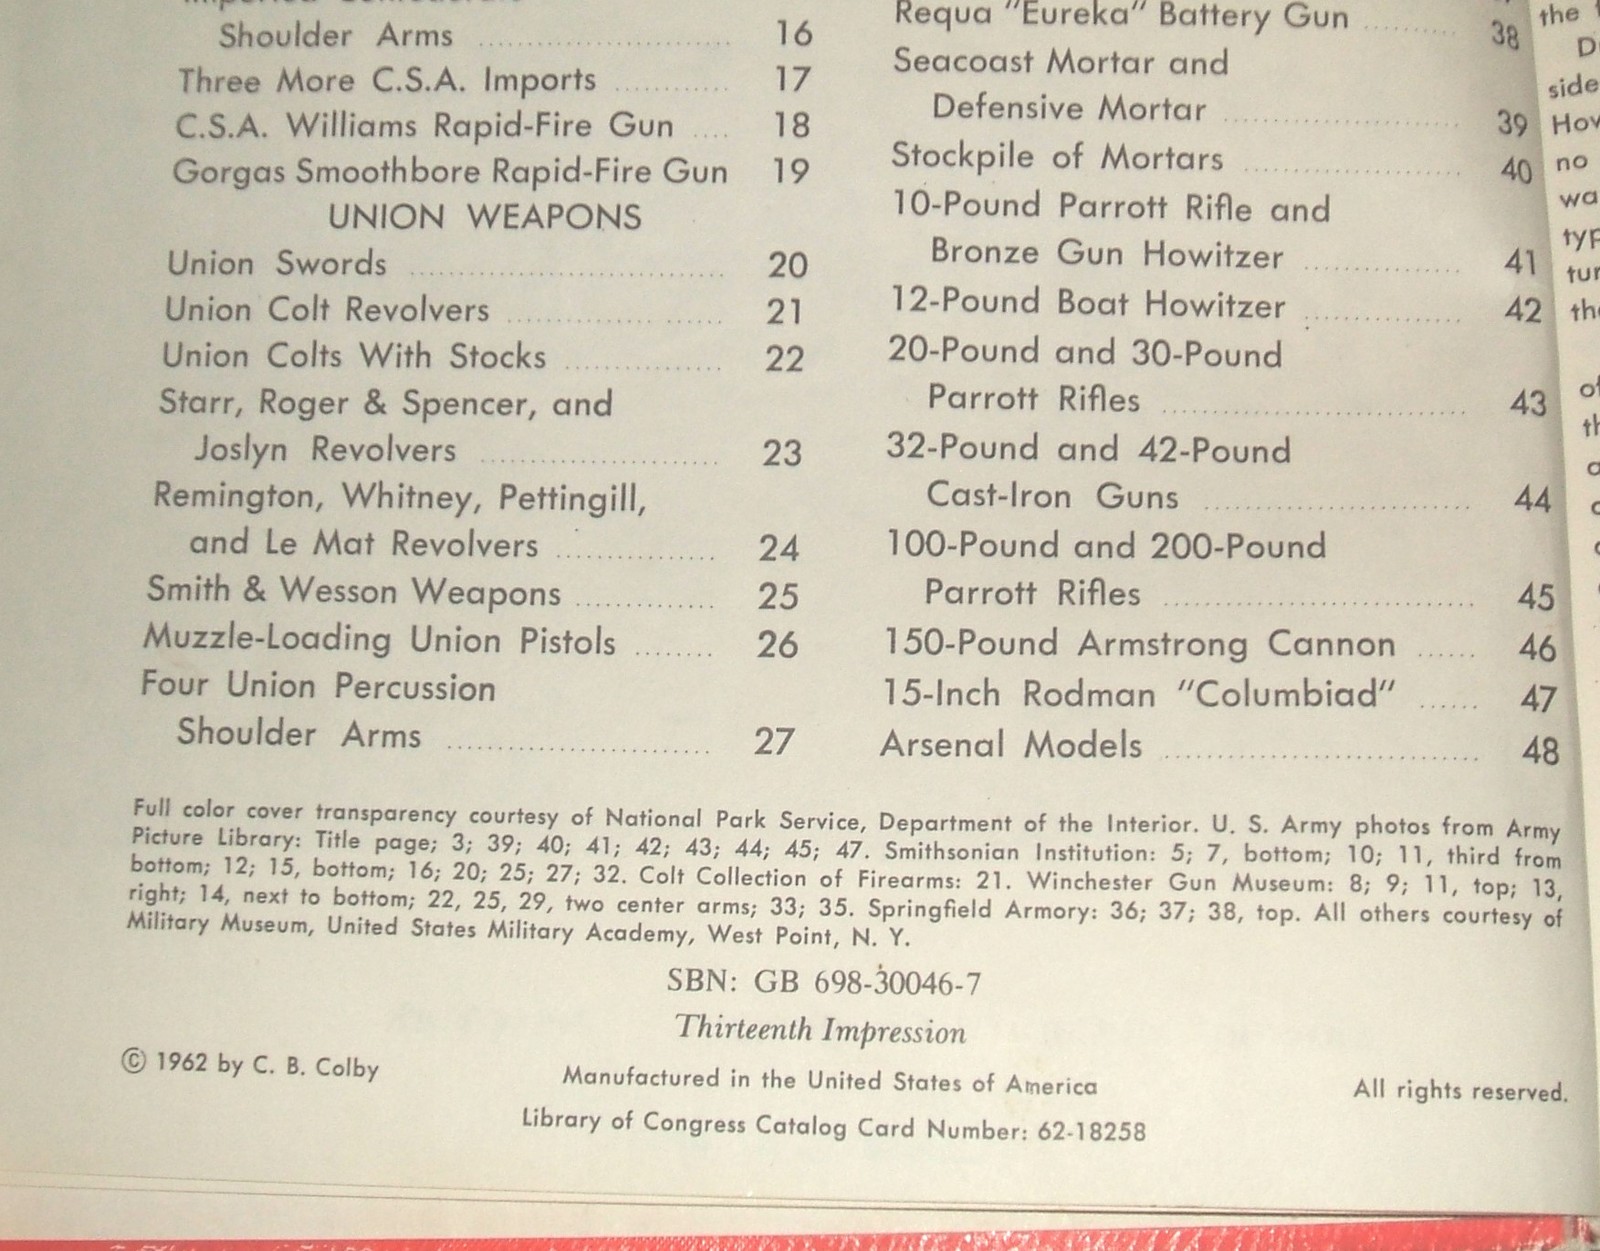 Shoulder Arms ........................ 16
Three More C.S.A. Imports ........... 17
C.S.A. Williams Rapid-Fire Gun .... 18
Gorgas Smoothbore Rapid-Fire Gun 19
UNION WEAPONS
Union Swords ............................... 20
Union Colt Revolvers ..................... 21
Union Colts With Stocks ............... 22
Starr, Roger & Spencer, and
Joslyn Revolvers ....................... 23
Remington, Whitney, Pettingill,
and Le Mat Revolvers ............... 24
Smith & Wesson Weapons ............. 25
Muzzle-Loading Union Pistols ........ 26
Four Union Percussion
Shoulder Arms ......................... 27
Requa "Eureka" Battery Gun .......... 38
Seacoast Mortar and
Defensive Mortar ....................... 39
Stockpile of Mortars ..................... 40
10-Pound Parrott Rifle and
Bronze Gun Howitzer ............... 41
12-Pound Boat Howitzer ............... 42
20-Pound and 30-Pound
Parrott Rifles ............................ 43
32-Pound and 42-Pound
Cast-Iron Guns ......................... 44
100-Pound and 200-Pound
Parrott Rifles ............................. 45
150-Pound Armstrong Cannon ...... 46
15-Inch Rodman "Columbiad" ...... 47
Arsenal Models ............................. 48
Full color cover transparency courtesy of National Park Service, Department of the Interior. U. S. Army photos from Army
Picture Library: Title page; 3; 39; 40; 41; 42; 43; 44; 45; 47. Smithsonian Institution: 5; 7, bottom; 10; 11, third from
bottom; 12; 15, bottom; 16; 20; 25; 27; 32. Colt Collection of Firearms: 21. Winchester Gun Museum: 8; 9; 11, top; 13,
right; 14, next to bottom; 22, 25, 29, two center arms; 33; 35. Springfield Armory: 36; 37; 38, top. All others courtesy of
Military Museum, United States Military Academy, West Point, N. Y.
SBN: GB 698-30046-7
Thirteenth Impression
© 1962 by C. B. Colby
Manufactured in the United States of America
All rights reserved.
Library of Congress Catalog Card Number: 62-18258
the
side
no